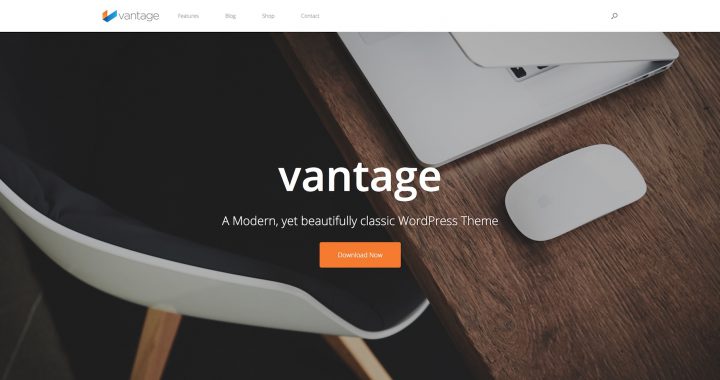 vantage
Features
Blog
Shop
Contact
vantage
A Modern, yet beautifully classic WordPress Theme
Download Now